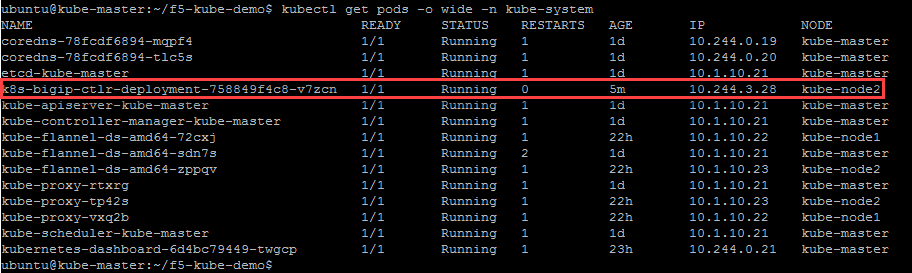 ubuntu@kube-master:~/f5-kube-demo$ kubectl get pods -o wide -n kube-system
NAME READY STATUS RESTARTS AGE IP NODE
coredns-78fcdf6894-mqpf4 1/1 Running 1 1d 10.244.0.19 kube-master
coredns-78fcdf6894-tlc5s 1/1 Running 1 1d 10.244.0.20 kube-master
etcd-kube-master 1/1 Running 1 1d 10.1.10.21 kube-master
k8s-bigip-ctlr-deployment-758849f4c8-v7zcn 1/1 Running 0 5m 10.244.3.28 kube-node2
kube-apiserver-kube-master 1/1 Running 1 1d 10.1.10.21 kube-master
kube-controller-manager-kube-master 1/1 Running 1 1d 10.1.10.21 kube-master
kube-flannel-ds-amd64-72cxj 1/1 Running 1 22h 10.1.10.22 kube-node1
kube-flannel-ds-amd64-sdn7s 1/1 Running 2 1d 10.1.10.21 kube-master
kube-flannel-ds-amd64-zppqv 1/1 Running 1 22h 10.1.10.23 kube-node2
kube-proxy-rtxrg 1/1 Running 1 1d 10.1.10.21 kube-master
kube-proxy-tp42s 1/1 Running 1 22h 10.1.10.23 kube-node2
kube-proxy-vxq2b 1/1 Running 1 22h 10.1.10.22 kube-node1
kube-scheduler-kube-master 1/1 Running 1 1d 10.1.10.21 kube-master
kubernetes-dashboard-6d4bc79449-twgcp 1/1 Running 1 23h 10.244.0.21 kube-master
ubuntu@kube-master:~/f5-kube-demo$